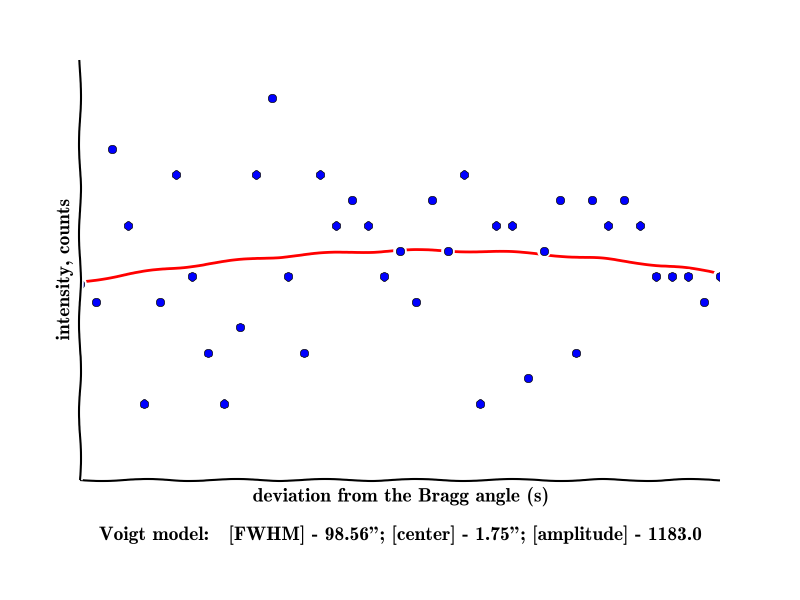 intensity, counts
deviation from the Bragg angle (s)
Voigt model: [FWHM] - 98.56”; [center] - 1.75”; [amplitude] - 1183.0